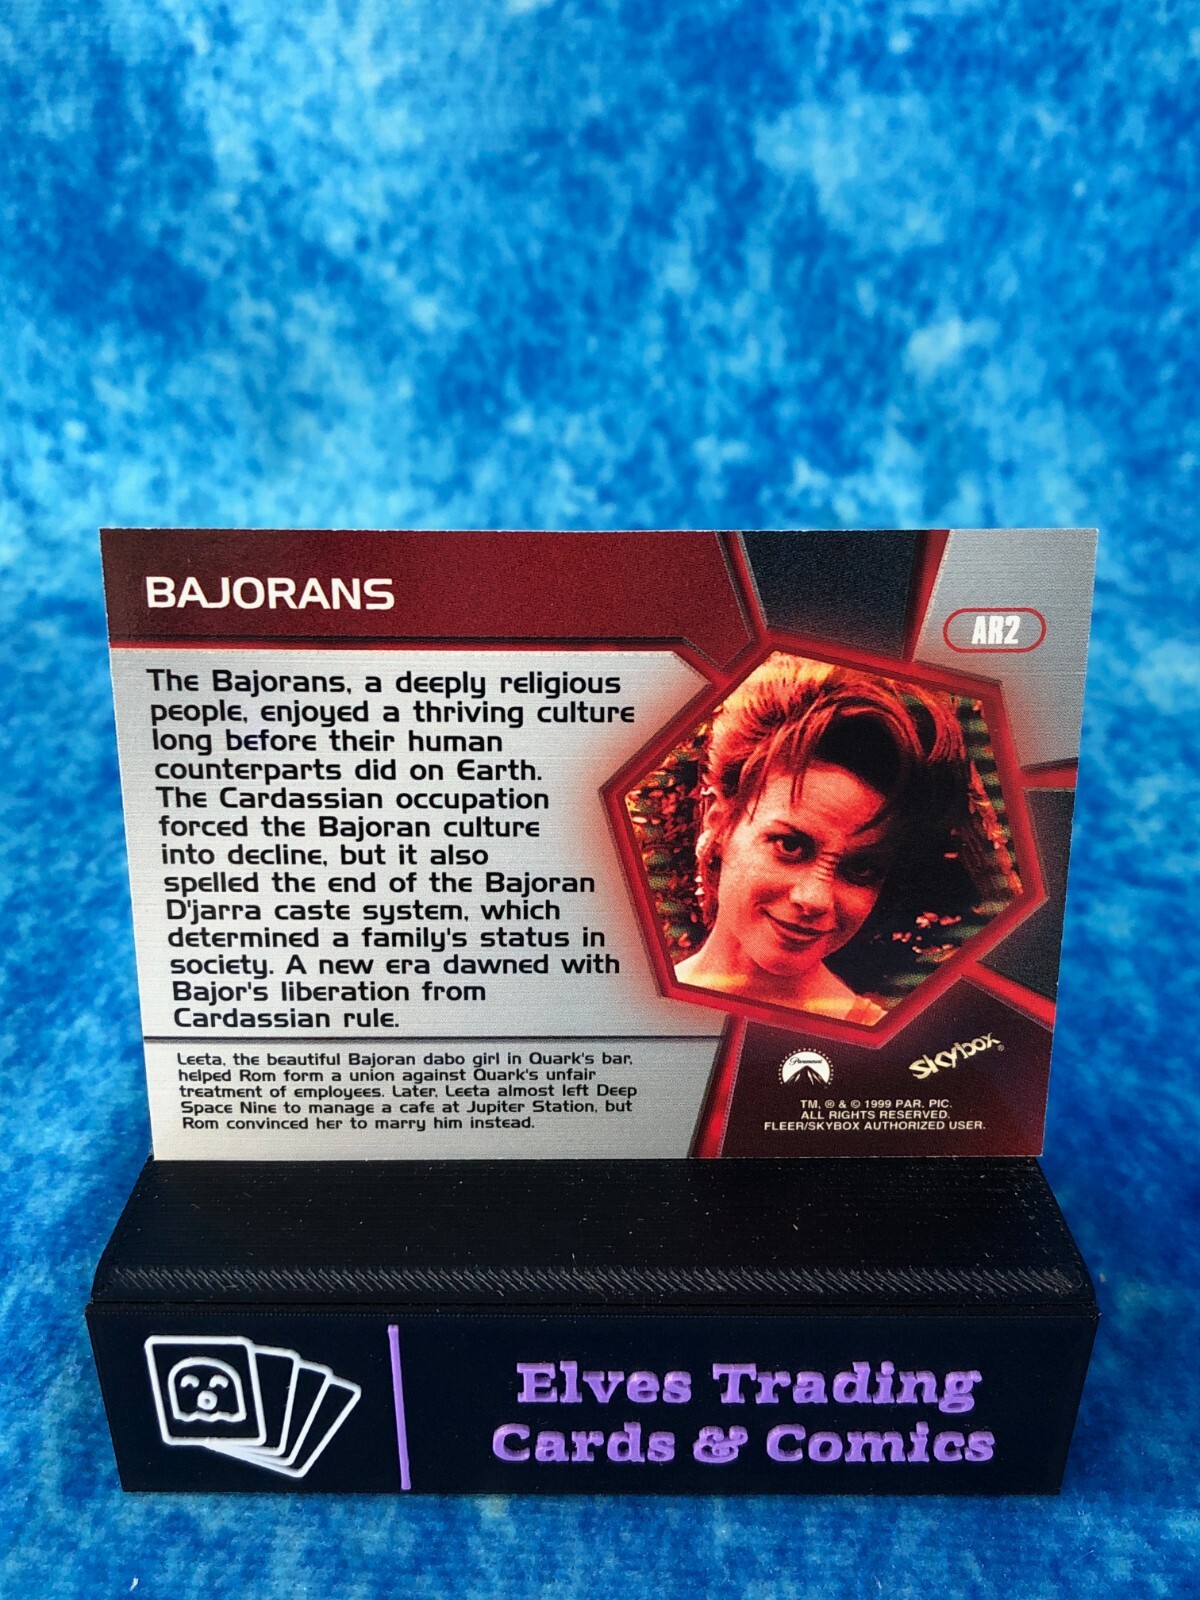 BAJORANS
AR2
The Bajorans, a deeply religious
people, enjoyed a thriving culture
long before their human
counterparts did on Earth.
The Cardassian occupation
forced the Bajoran culture
into decline, but it also
spelled the end of the Bajoran
D'jarra caste system, which
determined a family's status in
society. A new era dawned with
Bajor's liberation from
Cardassian rule.
Leeta, the beautiful Bajoran dabo girl in Quark's bar,
helped Rom form a union against Quark's unfair
treatment of employees. Later, Leeta almost left Deep
Space Nine to manage a cafe at Jupiter Station, but
Rom convinced her to marry him instead.
Paramount
SkyBox®
TM, ® & © 1999 PAR. PIC.
ALL RIGHTS RESERVED.
FLEER/SKYBOX AUTHORIZED USER.
Elves Trading
Cards & Comics